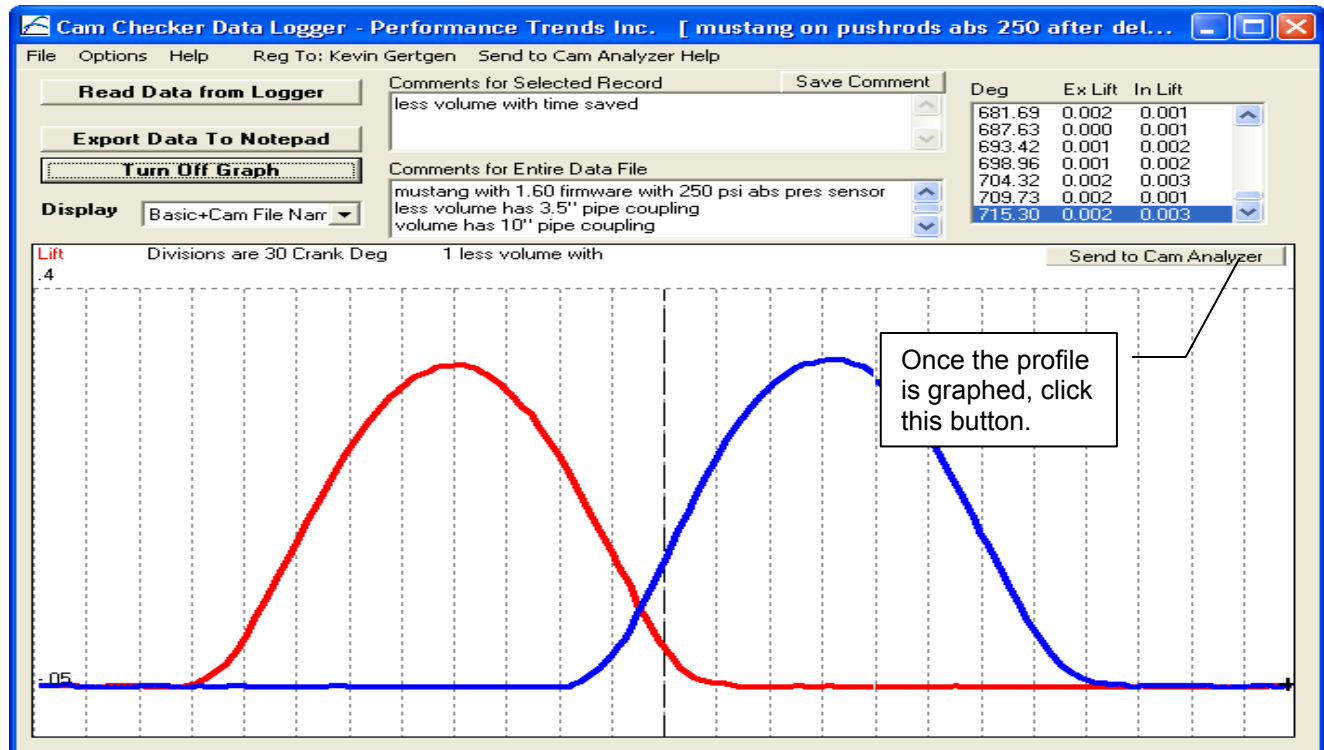 Cam Checker Data Logger - Performance Trends Inc. [ mustang on pushrods abs 250 after del...
File Options Help Reg To: Kevin Gertgen Send to Cam Analyzer Help
Read Data from Logger
Export Data To Notepad
Turn Off Graph
Display Basic+Cam File Nam
Comments for Selected Record Save Comment
less volume with time saved
Comments for Entire Data File
mustang with 1.60 firmware with 250 psi abs pres sensor
less volume has 3.5" pipe coupling
volume has 10" pipe coupling
Deg Ex Lift In Lift
681.69 0.002 0.001
687.63 0.000 0.001
693.42 0.001 0.002
698.96 0.001 0.002
704.32 0.002 0.003
709.73 0.002 0.001
715.30 0.002 0.003
Lift Divisions are 30 Crank Deg 1 less volume with
Send to Cam Analyzer
.4
Once the profile
is graphed, click
this button.
-.05